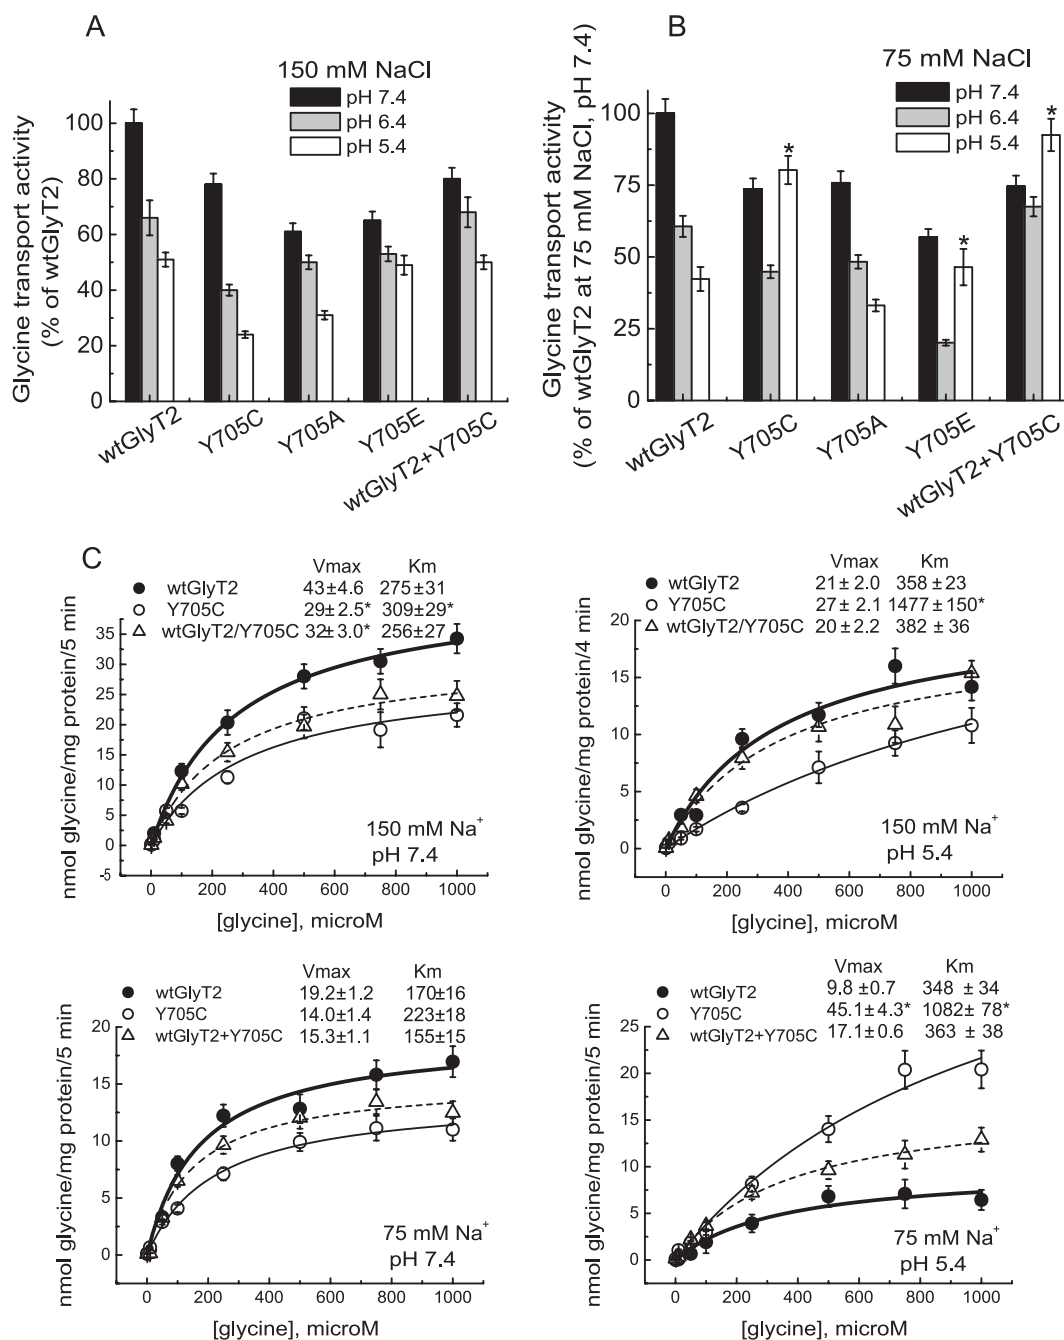 A
150 mM NaCl
pH 7.4
pH 6.4
pH 5.4
Glycine transport activity
(% of wtGlyT2)
100
80
60
40
20
0
wtGlyT2
Y705C
Y705A
Y705E
wtGlyT2+Y705C
B
75 mM NaCl
pH 7.4
pH 6.4
pH 5.4
Glycine transport activity
(% of wtGlyT2 at 75 mM NaCl, pH 7.4)
100
75
50
25
0
* * *
wtGlyT2
Y705C
Y705A
Y705E
wtGlyT2+Y705C
C
Vmax Km
wtGlyT2 43±4.6 275±31
Y705C 29±2.5* 309±29*
wtGlyT2/Y705C 32±3.0* 256±27
nmol glycine/mg protein/5 min
35
30
25
20
15
10
5
0
-5
150 mM Na+
pH 7.4
0 200 400 600 800 1000
[glycine], microM
Vmax Km
wtGlyT2 21±2.0 358±23
Y705C 27±2.1 1477±150*
wtGlyT2/Y705C 20±2.2 382±36
nmol glycine/mg protein/4 min
20
15
10
5
0
150 mM Na+
pH 5.4
0 200 400 600 800 1000
[glycine], microM
Vmax Km
wtGlyT2 19.2±1.2 170±16
Y705C 14.0±1.4 223±18
wtGlyT2+Y705C 15.3±1.1 155±15
nmol glycine/mg protein/5 min
20
15
10
5
0
75 mM Na+
pH 7.4
0 200 400 600 800 1000
[glycine], microM
Vmax Km
wtGlyT2 9.8±0.7 348±34
Y705C 45.1±4.3* 1082±78*
wtGlyT2+Y705C 17.1±0.6 363±38
nmol glycine/mg protein/5 min
25
20
15
10
5
0
75 mM Na+
pH 5.4
0 200 400 600 800 1000
[glycine], microM